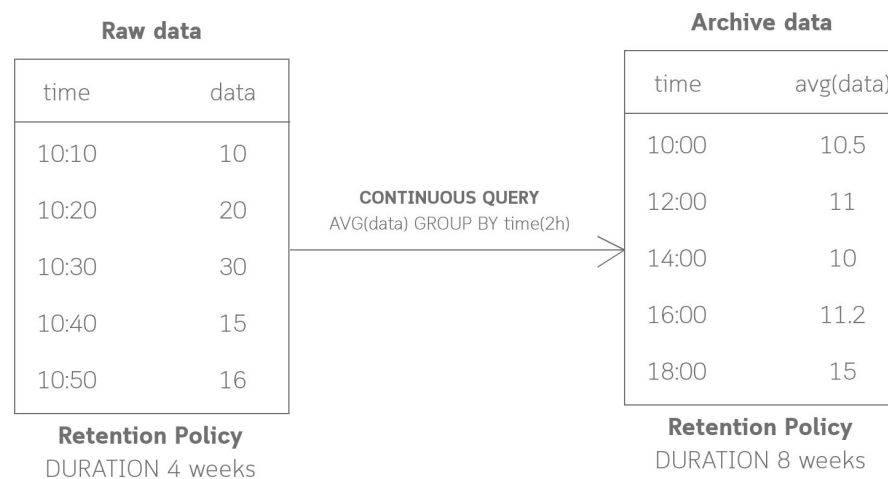 Raw data
time data
10:10 10
10:20 20
10:30 30
10:40 15
10:50 16
Retention Policy
DURATION 4 weeks
CONTINUOUS QUERY
AVG(data) GROUP BY time(2h)
Archive data
time avg(data)
10:00 10.5
12:00 11
14:00 10
16:00 11.2
18:00 15
Retention Policy
DURATION 8 weeks